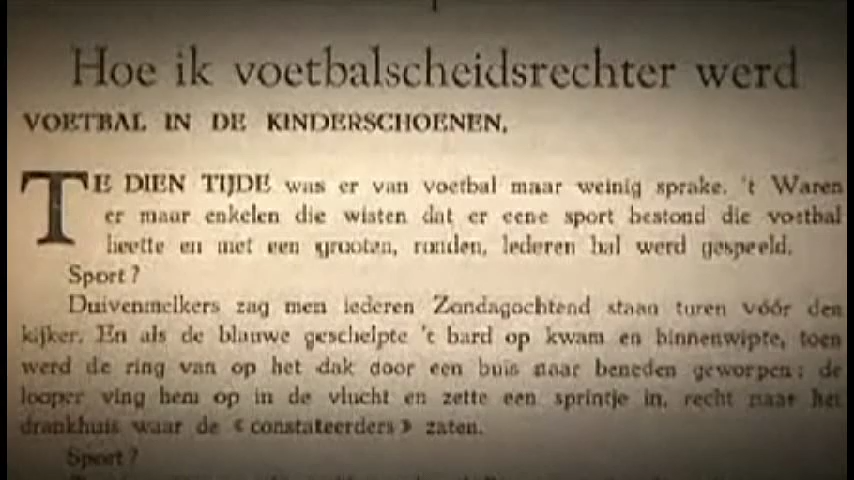 Hoe ik voetbalscheidsrechter werd
VOETBAL IN DE KINDERSCHOENEN.
TE DIEN TIJDE was er van voetbal maar weinig sprake. 't Waren
er maar enkelen die wisten dat er eene sport bestond die voetbal
heette en met een grooten, ronden, lederen bal werd gespeeld.
Sport?
Duivenmelkers zag men iederen Zondagochtend staan turen vóór den
kijker. En als de blauwe geschelpte 't bard op kwam en binnenwipte, toen
werd de ring van op het dak door een buis naar beneden geworpen; de
looper ving hem op in de vlucht en zette een sprintje in, recht naar het
drankhuis waar de « constateerders » zaten.
Sport?